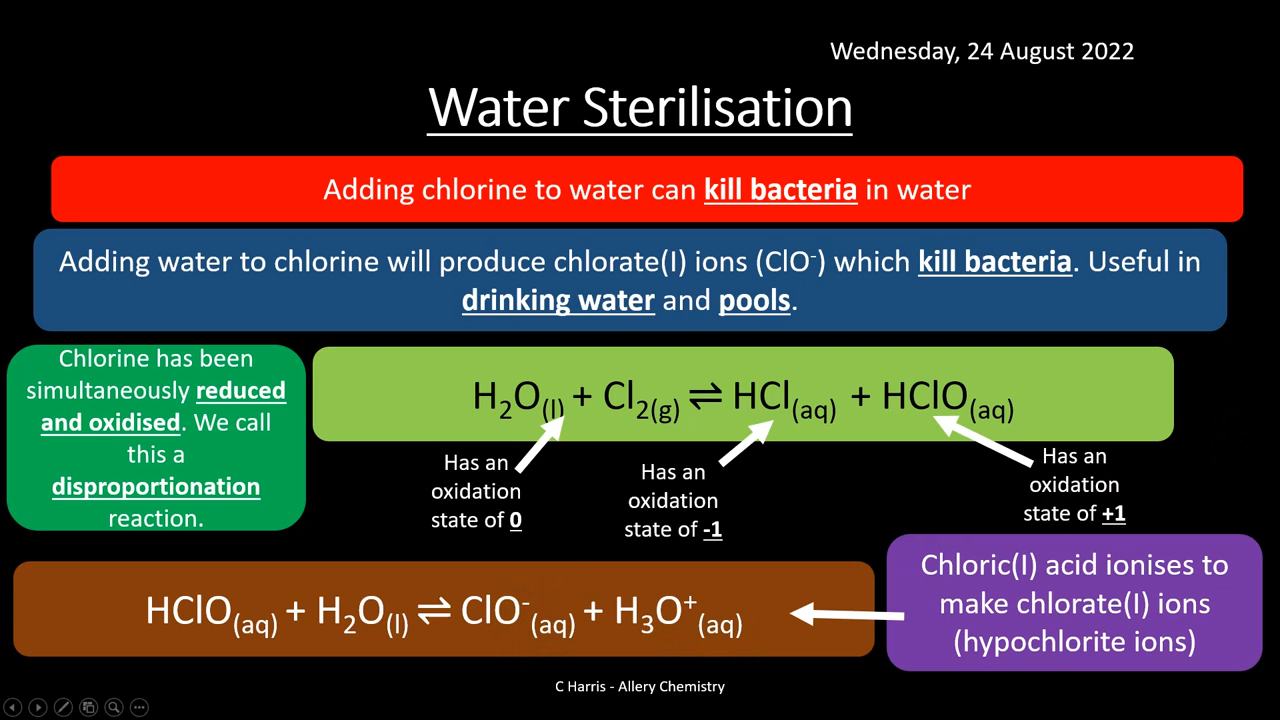 Wednesday, 24 August 2022
Water Sterilisation
Adding chlorine to water can kill bacteria in water
Adding water to chlorine will produce chlorate(I) ions (ClO⁻) which kill bacteria. Useful in
drinking water and pools.
Chlorine has been
simultaneously reduced
and oxidised. We call
this a
disproportionation
reaction.
H₂O₍l₎ + Cl₂₍g₎ ⇌ HCl₍aq₎ + HClO₍aq₎
Has an
oxidation
state of 0
Has an
oxidation
state of -1
Has an
oxidation
state of +1
HClO₍aq₎ + H₂O₍l₎ ⇌ ClO⁻₍aq₎ + H₃O⁺₍aq₎
Chloric(I) acid ionises to
make chlorate(I) ions
(hypochlorite ions)
C Harris - Allery Chemistry